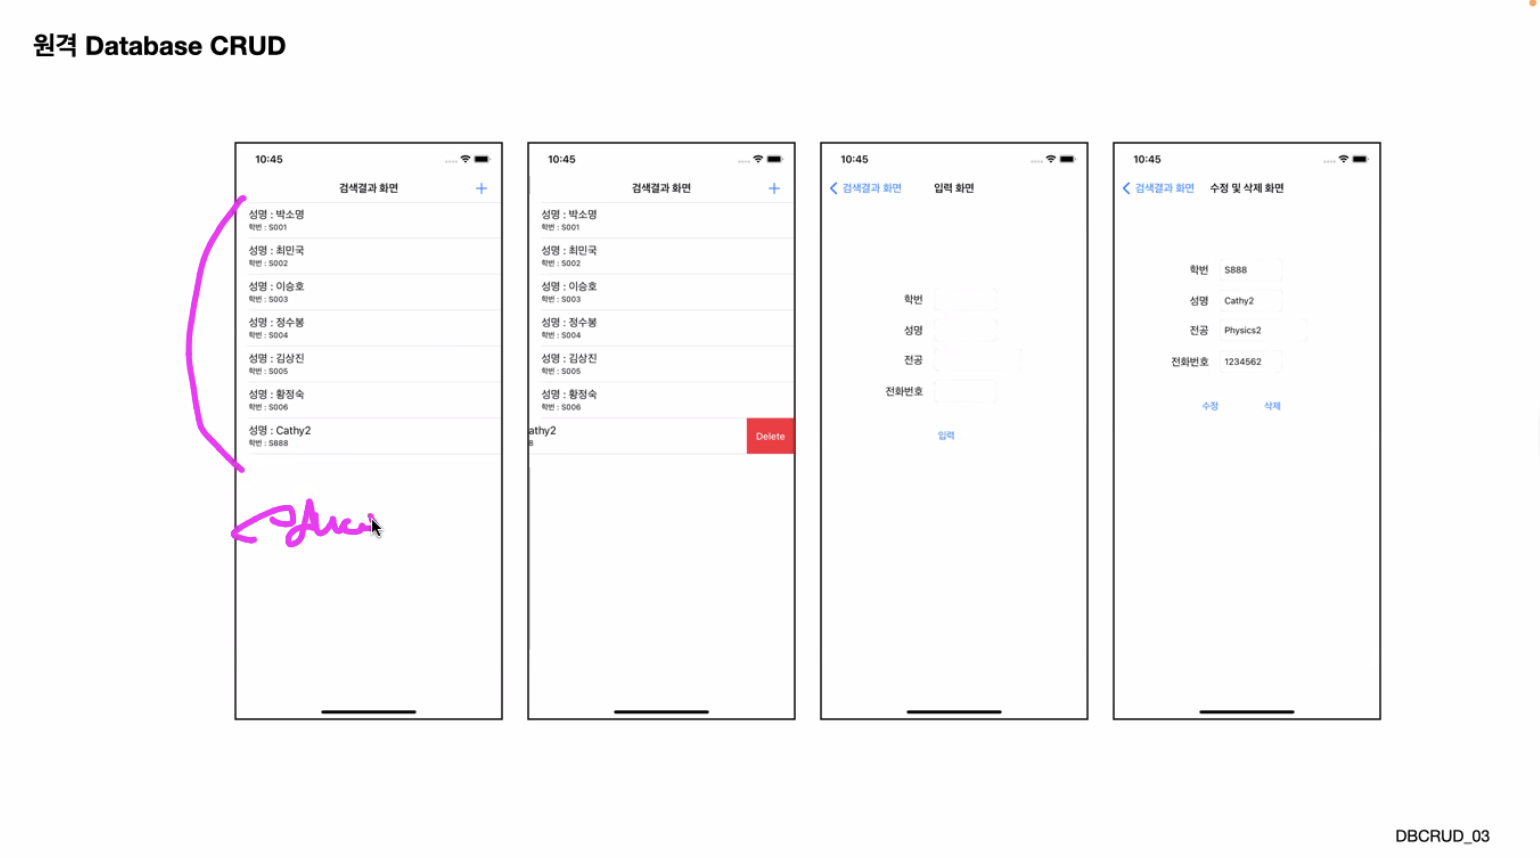 원격 Database CRUD
10:45
검색결과 화면
성명 : 박소명
학번 : S001
성명 : 최민국
학번 : S002
성명 : 이승호
학번 : S003
성명 : 정수봉
학번 : S004
성명 : 김상진
학번 : S005
성명 : 황정숙
학번 : S006
성명 : Cathy2
학번 : S888
10:45
검색결과 화면
성명 : 박소명
학번 : S001
성명 : 최민국
학번 : S002
성명 : 이승호
학번 : S003
성명 : 정수봉
학번 : S004
성명 : 김상진
학번 : S005
성명 : 황정숙
학번 : S006
athy2
8
Delete
10:45
검색결과 화면 입력 화면
학번
성명
전공
전화번호
입력
10:45
검색결과 화면 수정 및 삭제 화면
학번 S888
성명 Cathy2
전공 Physics2
전화번호 1234562
수정 삭제
DBCRUD_03